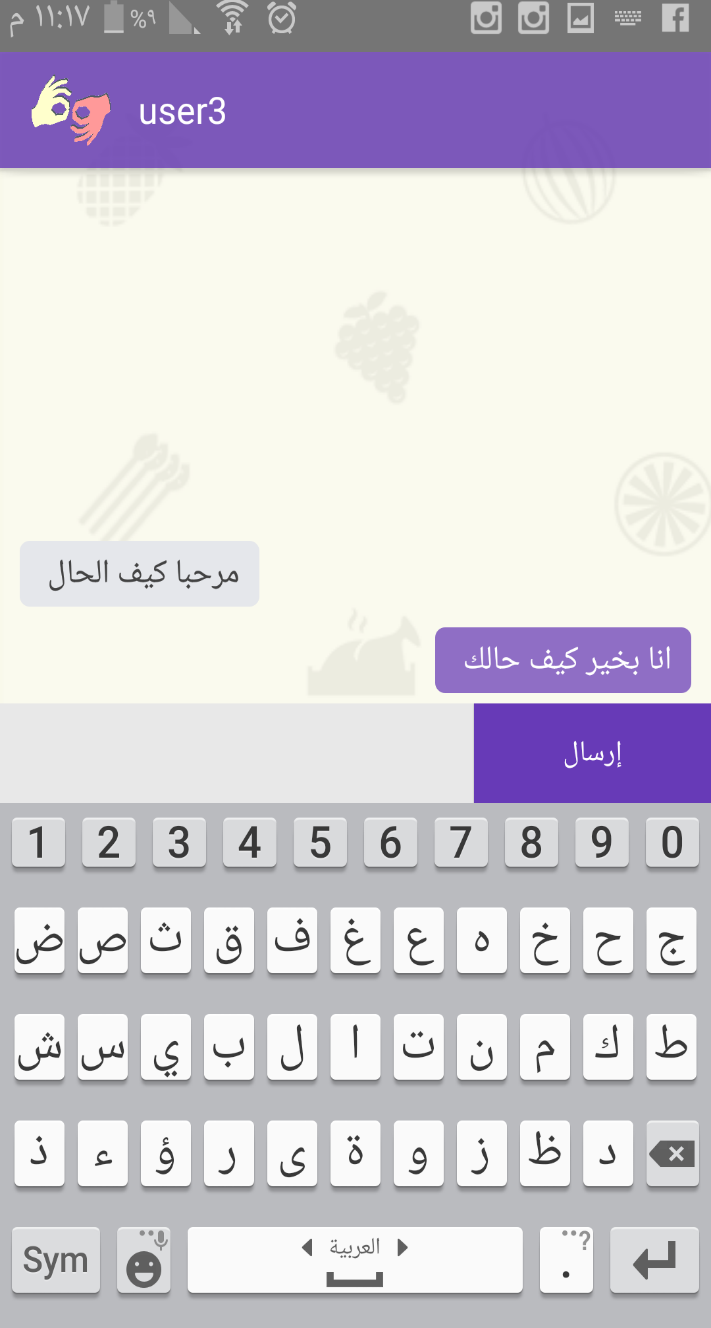 م ١١:١٧ %٩
user3
مرحبا كيف الحال
انا بخير كيف حالك
إرسال
1 2 3 4 5 6 7 8 9 0
ض ص ث ق ف غ ع ه خ ح ج
ش س ي ب ل ا ت ن م ك ط
ذ ء ؤ ر ى ة و ز ظ د
Sym العربية . ?